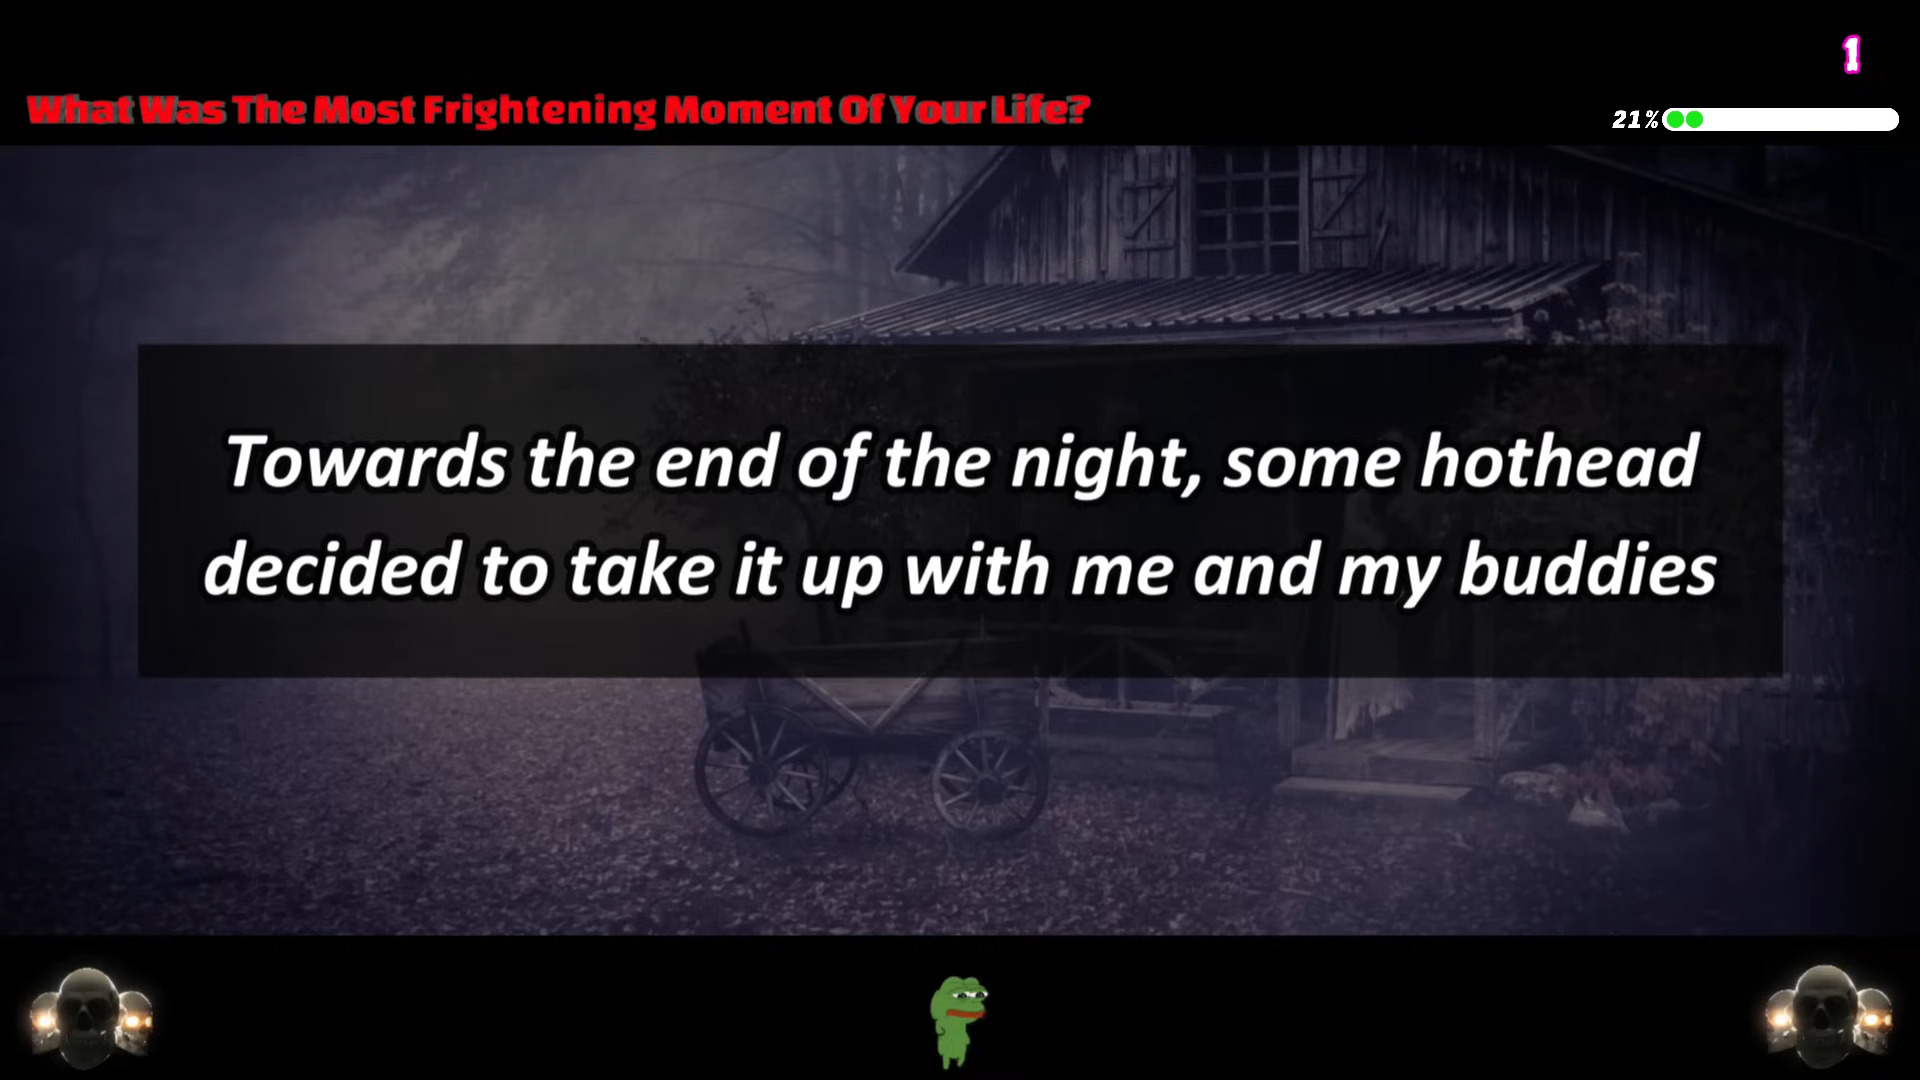 1
What Was The Most Frightening Moment Of Your Life?
21%
Towards the end of the night, some hothead
decided to take it up with me and my buddies